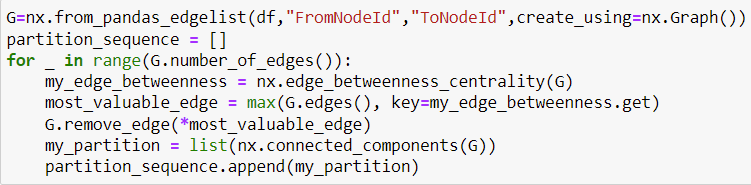 G=nx.from_pandas_edgelist(df,"FromNodeId","ToNodeId",create_using=nx.Graph())
partition_sequence = []
for _ in range(G.number_of_edges()):
    my_edge_betweenness = nx.edge_betweenness_centrality(G)
    most_valuable_edge = max(G.edges(), key=my_edge_betweenness.get)
    G.remove_edge(*most_valuable_edge)
    my_partition = list(nx.connected_components(G))
    partition_sequence.append(my_partition)